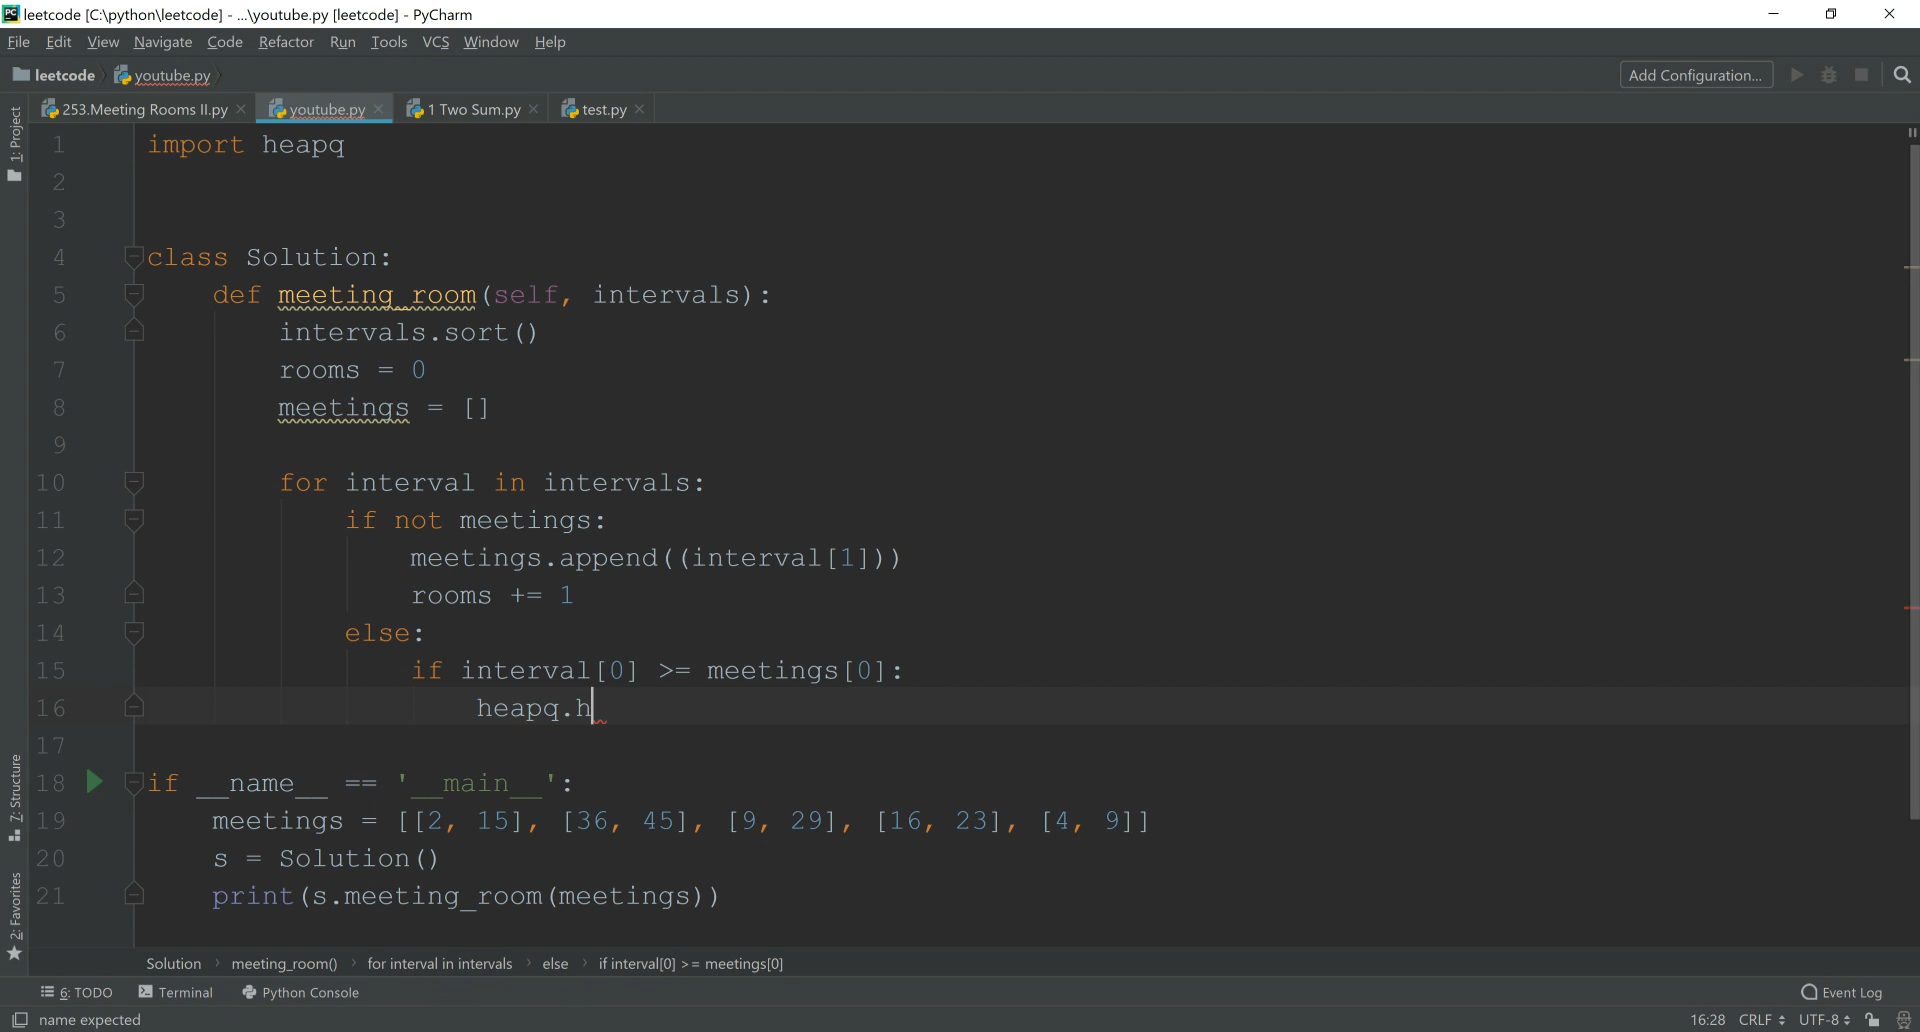 leetcode [C:\python\leetcode] - ...\youtube.py [leetcode] - PyCharm
File Edit View Navigate Code Refactor Run Tools VCS Window Help
leetcode youtube.py Add Configuration...
253.Meeting Rooms II.py youtube.py 1 Two Sum.py test.py
1: Project
1 import heapq
2
3
4 class Solution:
5 def meeting_room(self, intervals):
6 intervals.sort()
7 rooms = 0
8 meetings = []
9
10 for interval in intervals:
11 if not meetings:
12 meetings.append((interval[1]))
13 rooms += 1
14 else:
15 if interval[0] >= meetings[0]:
16 heapq.h
17
18 if __name__ == '__main__':
19 meetings = [[2, 15], [36, 45], [9, 29], [16, 23], [4, 9]]
20 s = Solution()
21 print(s.meeting_room(meetings))
7: Structure
2: Favorites
Solution meeting_room() for interval in intervals else if interval[0] >= meetings[0]
6: TODO Terminal Python Console Event Log
name expected 16:28 CRLF UTF-8